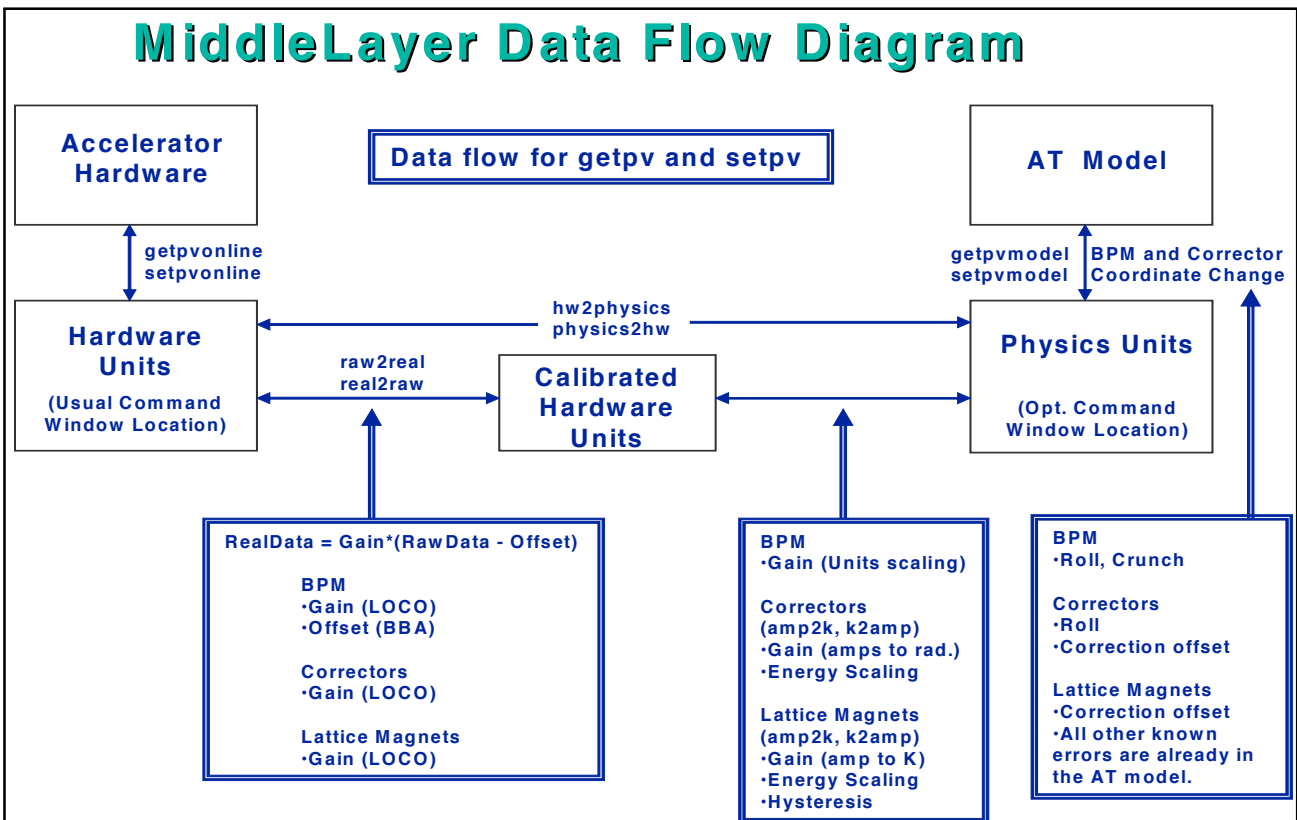 MiddleLayer Data Flow Diagram
Accelerator
Hardware
Data flow for getpv and setpv
AT Model
getpvonline
setpvonline
getpvmodel
setpvmodel
BPM and Corrector
Coordinate Change
Hardware
Units
(Usual Command
Window Location)
hw2physics
physics2hw
raw2real
real2raw
Calibrated
Hardware
Units
Physics Units
(Opt. Command
Window Location)
RealData = Gain*(RawData - Offset)
BPM
•Gain (LOCO)
•Offset (BBA)
Correctors
•Gain (LOCO)
Lattice Magnets
•Gain (LOCO)
BPM
•Gain (Units scaling)
Correctors
(amp2k, k2amp)
•Gain (amps to rad.)
•Energy Scaling
Lattice Magnets
(amp2k, k2amp)
•Gain (amp to K)
•Energy Scaling
•Hysteresis
BPM
•Roll, Crunch
Correctors
•Roll
•Correction offset
Lattice Magnets
•Correction offset
•All other known
errors are already in
the AT model.